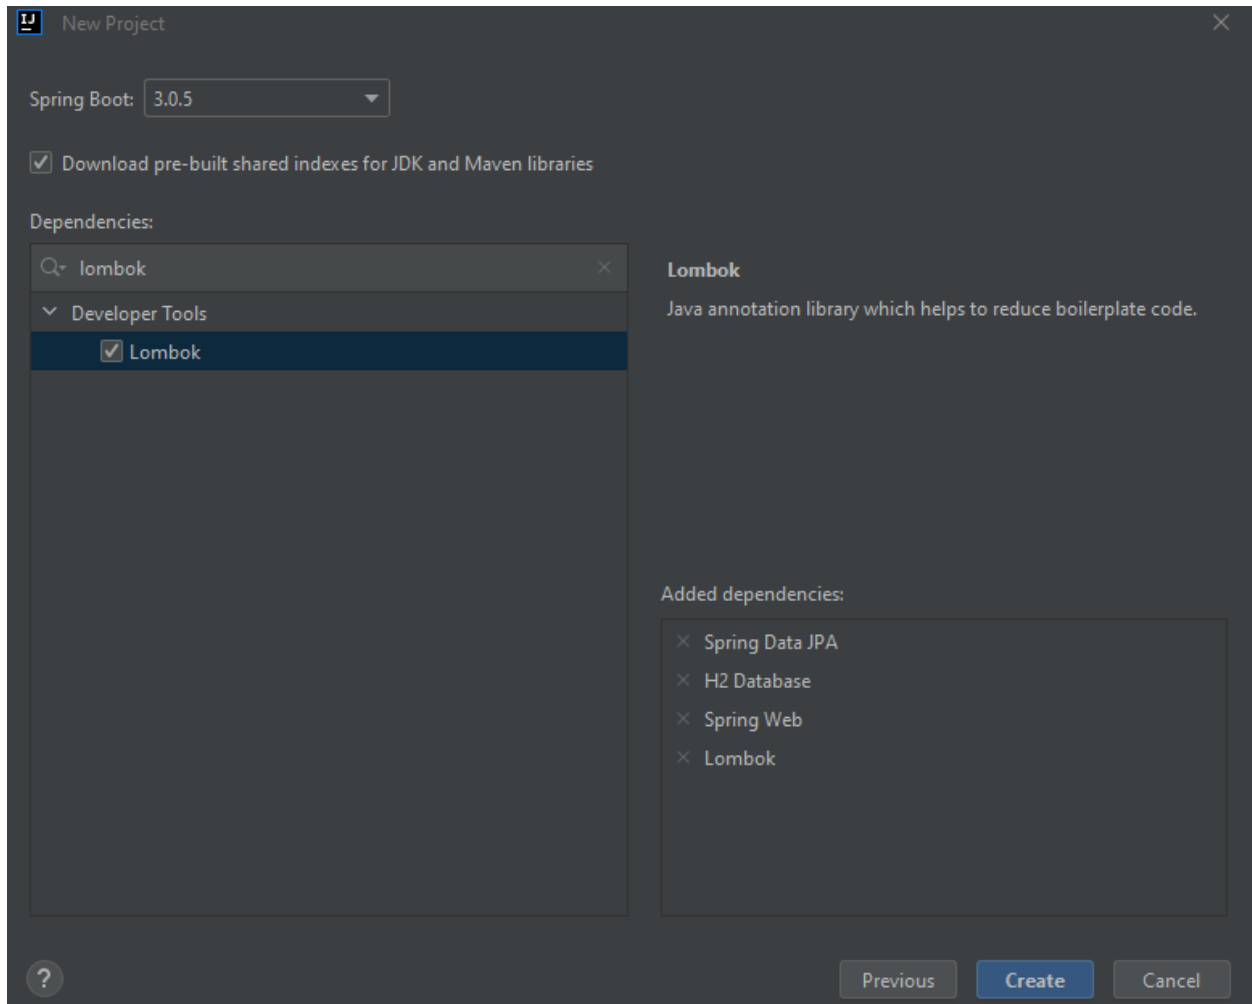 IJ
New Project
Spring Boot: 3.0.5
Download pre-built shared indexes for JDK and Maven libraries
Dependencies:
lombok
Developer Tools
Lombok
Lombok
Java annotation library which helps to reduce boilerplate code.
Added dependencies:
Spring Data JPA
H2 Database
Spring Web
Lombok
?
Previous
Create
Cancel